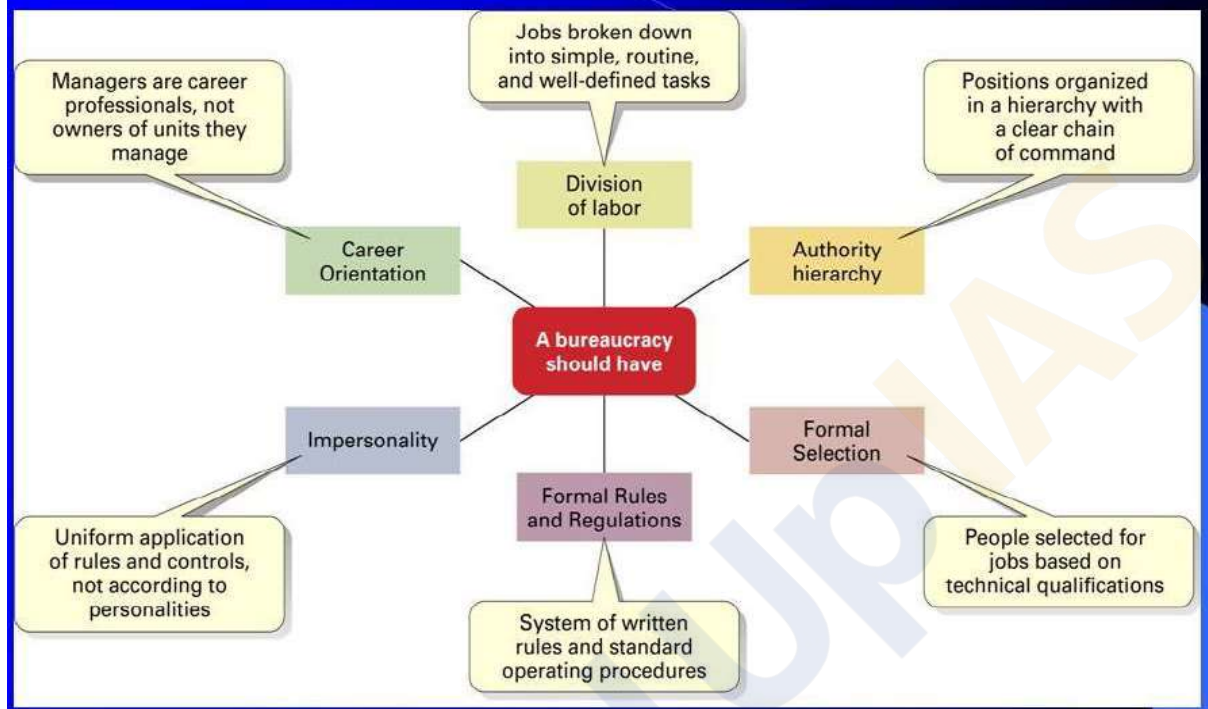 Jobs broken down
into simple, routine,
and well-defined tasks
Managers are career
professionals, not
owners of units they
manage
Positions organized
in a hierarchy with
a clear chain
of command
Division
of labor
Career
Orientation
Authority
hierarchy
A bureaucracy
should have
Impersonality
Formal
Selection
Formal Rules
and Regulations
Uniform application
of rules and controls,
not according to
personalities
People selected for
jobs based on
technical qualifications
System of written
rules and standard
operating procedures
UpIAS